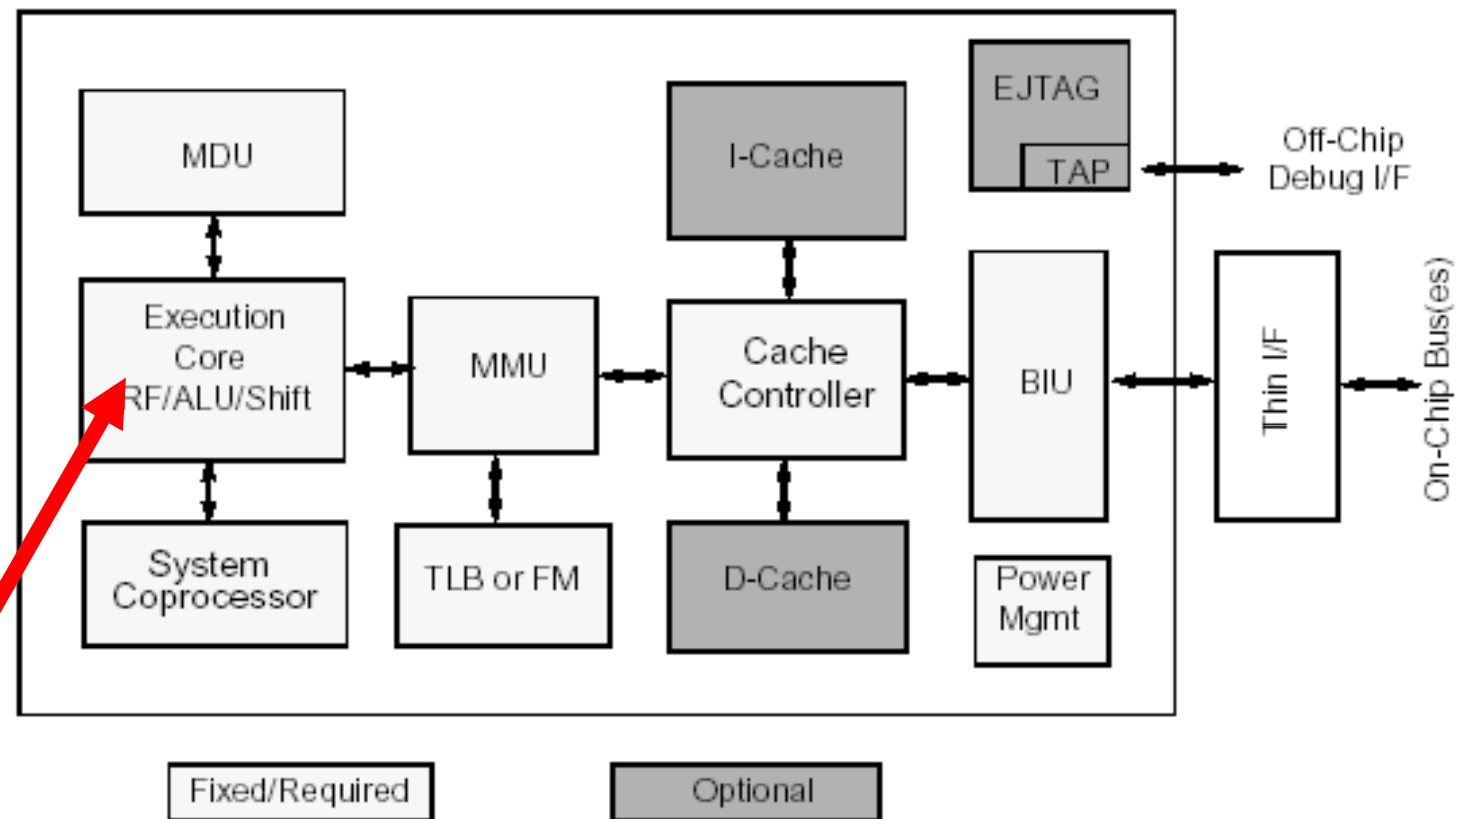 MDU
I-Cache
EJTAG
TAP
Off-Chip
Debug I/F
Execution
Core
RF/ALU/Shift
MMU
Cache
Controller
BIU
Thin I/F
On-Chip Bus(es)
System
Coprocessor
TLB or FM
D-Cache
Power
Mgmt
Fixed/Required
Optional